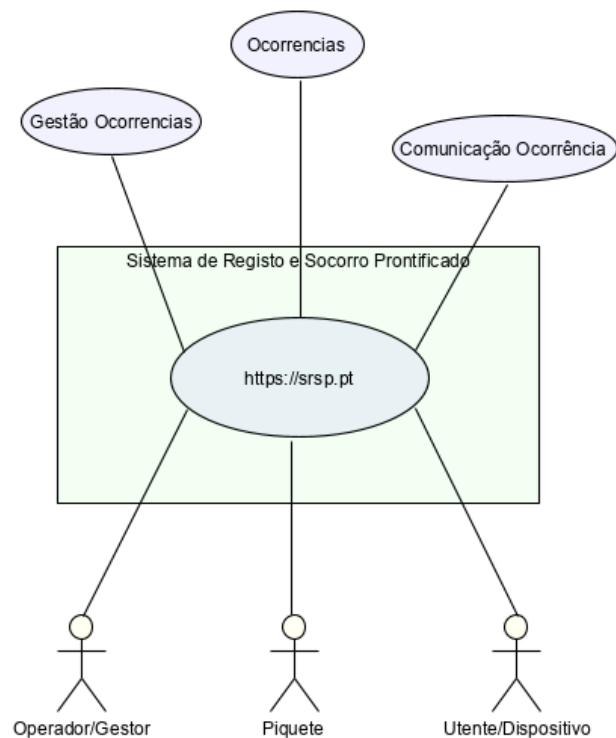 Ocorrencias
Gestão Ocorrencias
Comunicação Ocorrência
Sistema de Registo e Socorro Prontificado
https://srsp.pt
Operador/Gestor
Piquete
Utente/Dispositivo